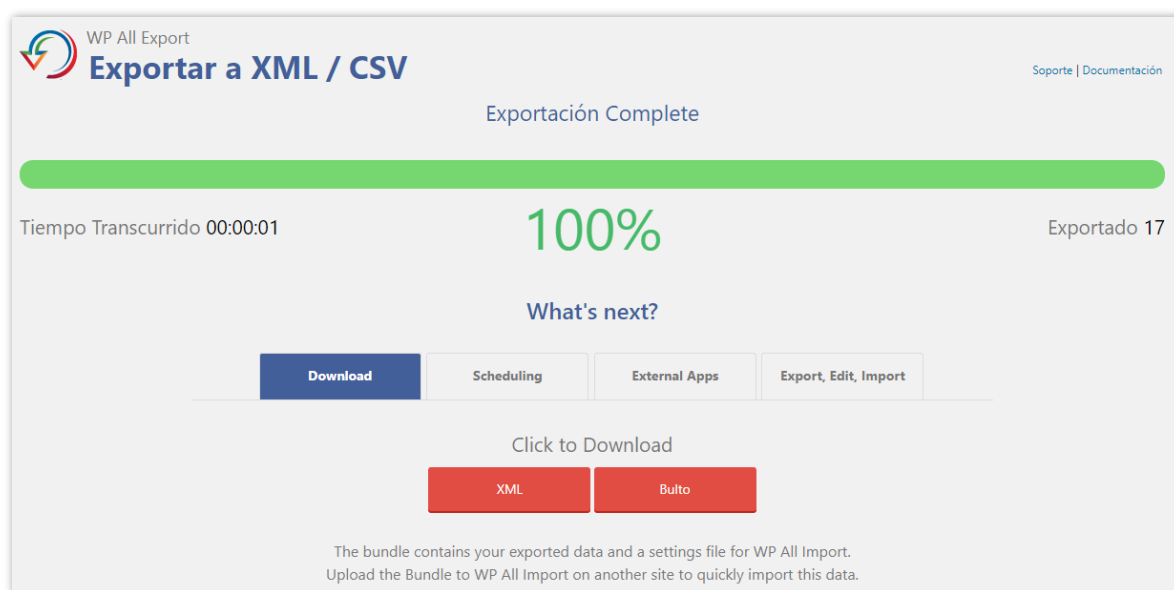 WP All Export
Exportar a XML / CSV
Soporte | Documentación
Exportación Complete
Tiempo Transcurrido 00:00:01
100%
Exportado 17
What's next?
Download
Scheduling
External Apps
Export, Edit, Import
Click to Download
XML
Bulto
The bundle contains your exported data and a settings file for WP All Import.
Upload the Bundle to WP All Import on another site to quickly import this data.